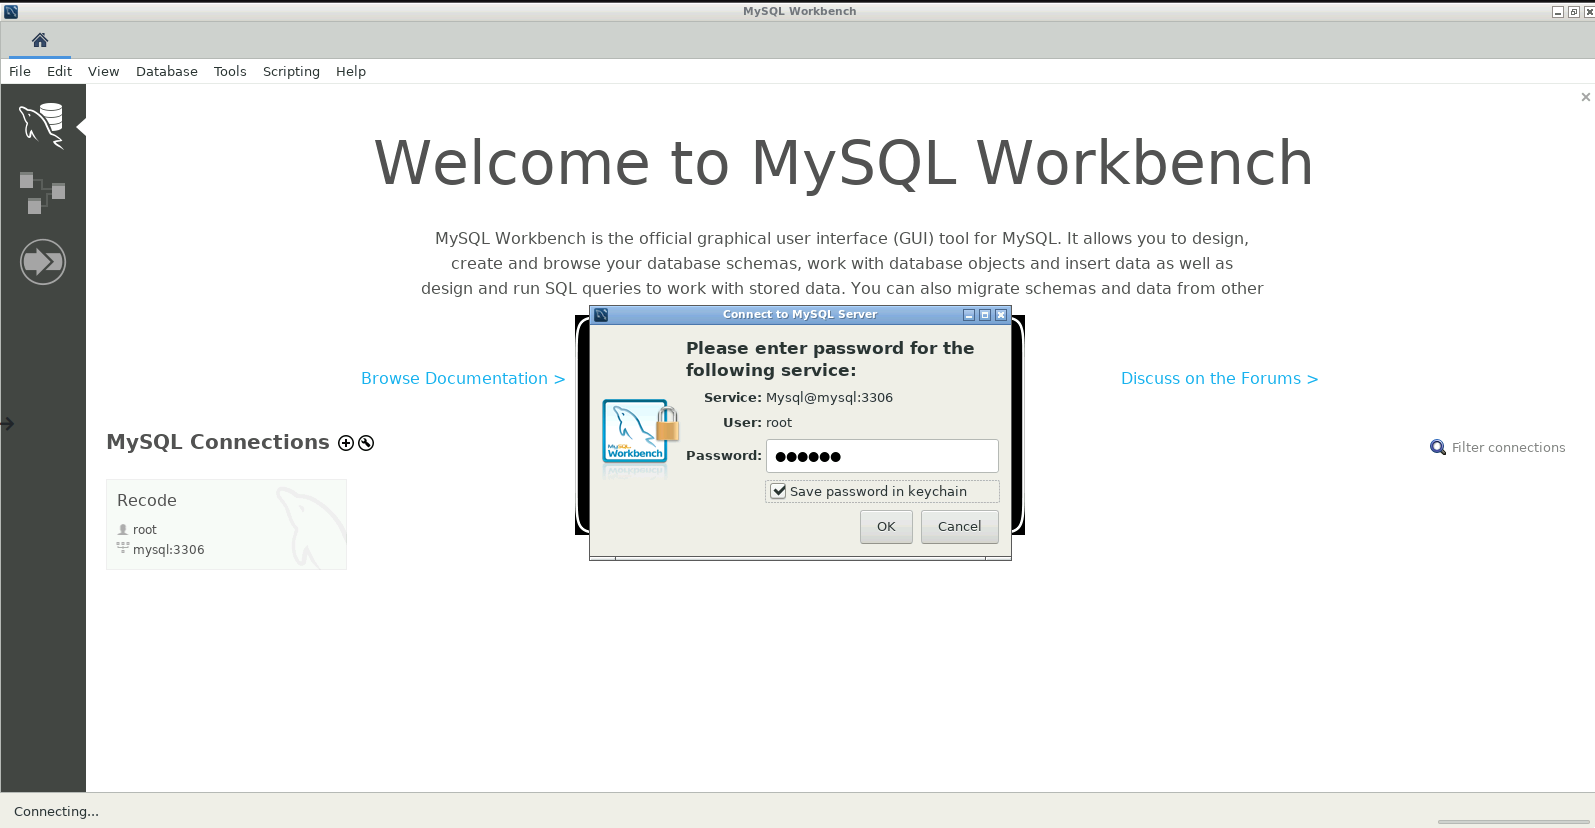 MySQL Workbench
File Edit View Database Tools Scripting Help
Welcome to MySQL Workbench
MySQL Workbench is the official graphical user interface (GUI) tool for MySQL. It allows you to design,
create and browse your database schemas, work with database objects and insert data as well as
design and run SQL queries to work with stored data. You can also migrate schemas and data from other
Connect to MySQL Server
Please enter password for the
following service:
Service: Mysql@mysql:3306
User: root
Password: ●●●●●●
Save password in keychain
OK Cancel
MySQL
Workbench
Browse Documentation >
Discuss on the Forums >
MySQL Connections
Filter connections
Recode
root
mysql:3306
Connecting...